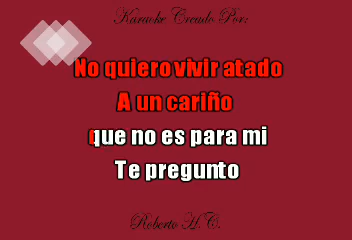 Karaoke Creado Por:
No quiero vivir atado
A un cariño
que no es para mi
Te pregunto
Roberto H.C.